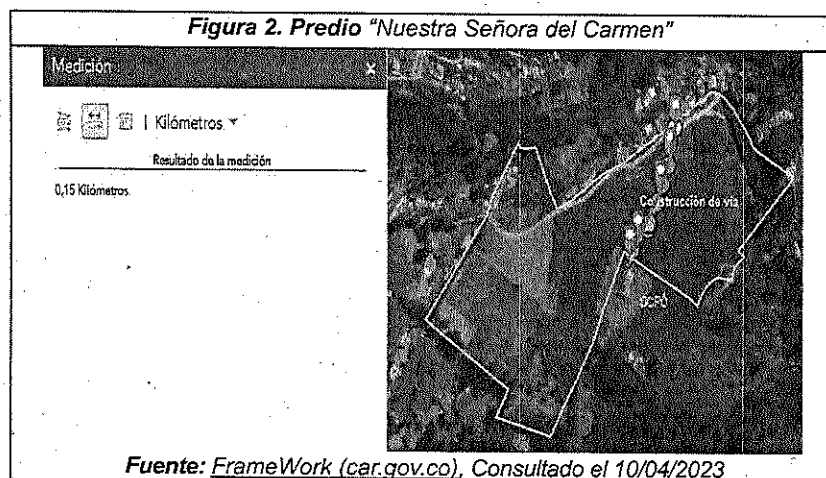 Figura 2. Predio "Nuestra Señora del Carmen"
Medición x
| Kilómetros
Resultado de la medición
0,15 Kilómetros
Construcción de vía
Fuente: FrameWork (car.gov.co), Consultado el 10/04/2023